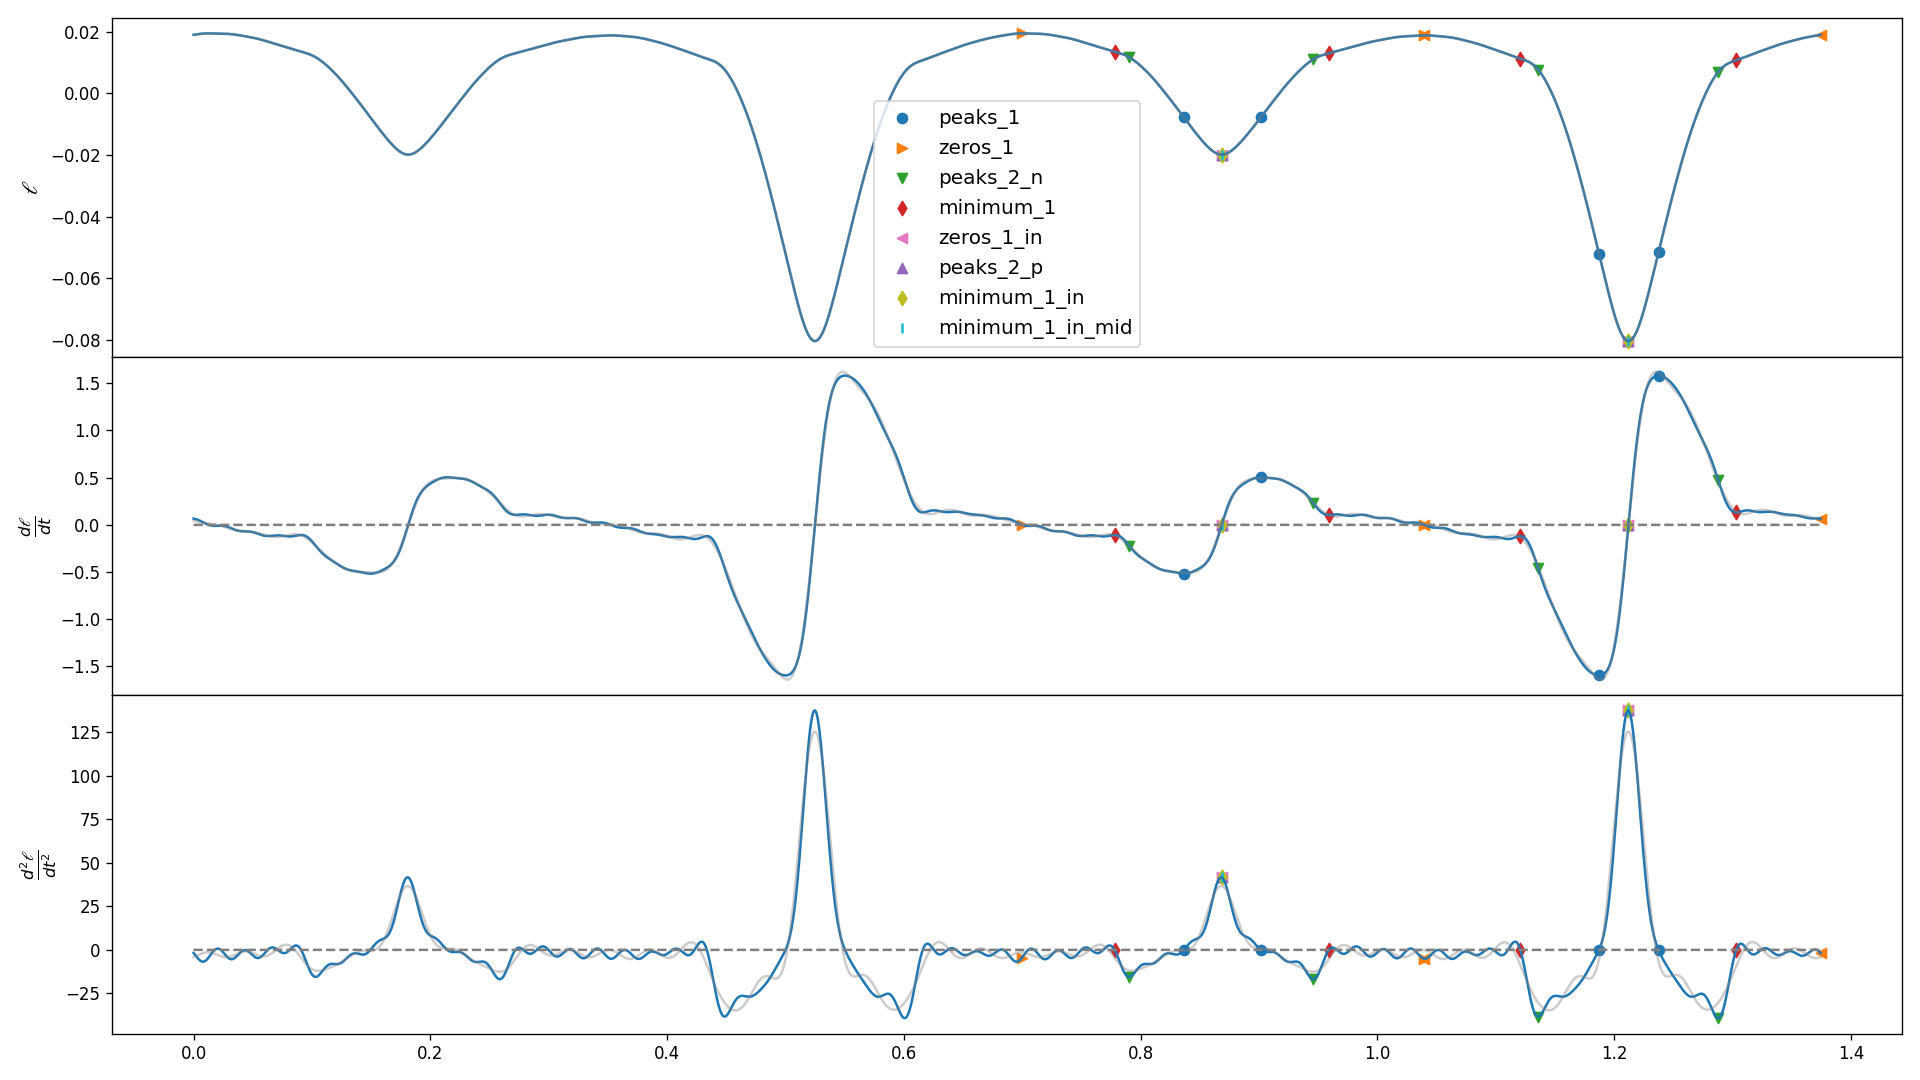 0.02
0.00
−0.02
−0.04
−0.06
−0.08
ℓ
peaks_1
zeros_1
peaks_2_n
minimum_1
zeros_1_in
peaks_2_p
minimum_1_in
minimum_1_in_mid
1.5
1.0
0.5
0.0
−0.5
−1.0
−1.5
dℓ
dt
125
100
75
50
25
0
−25
d²ℓ
dt²
0.0 0.2 0.4 0.6 0.8 1.0 1.2 1.4